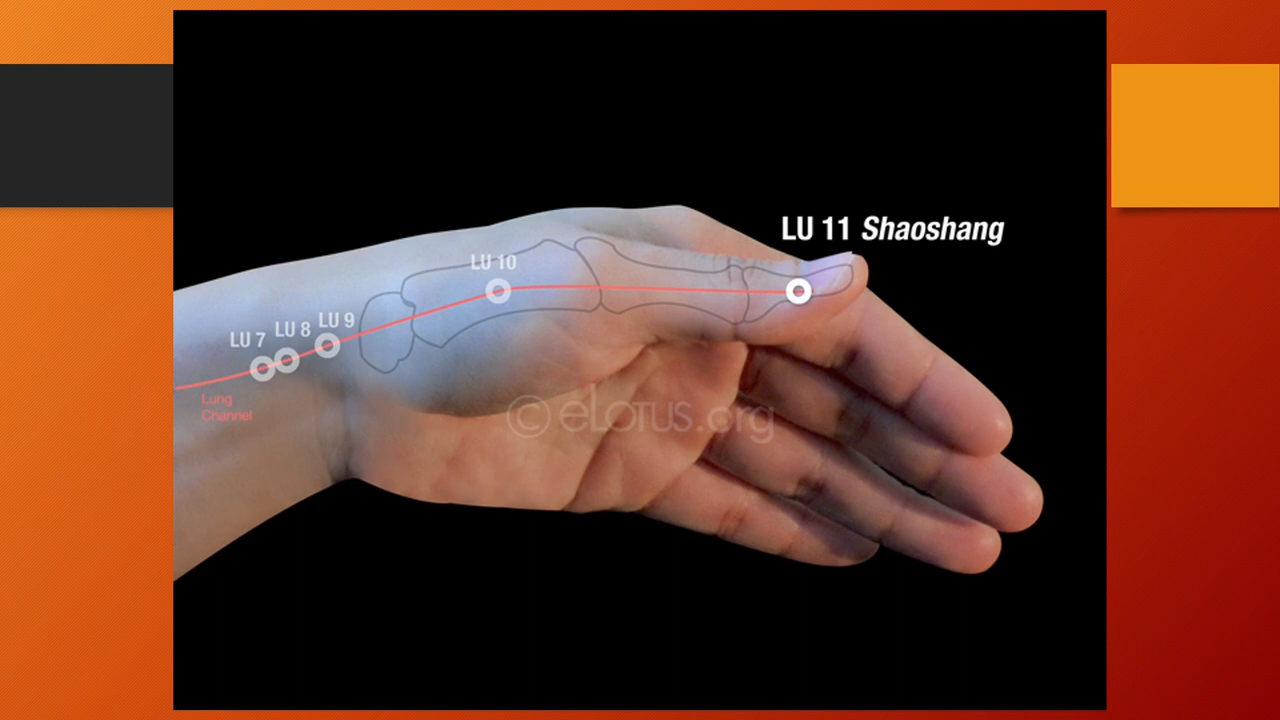 LU 11 Shaoshang
LU 10
LU 9
LU 8
LU 7
Lung
Channel
© eLotus.org